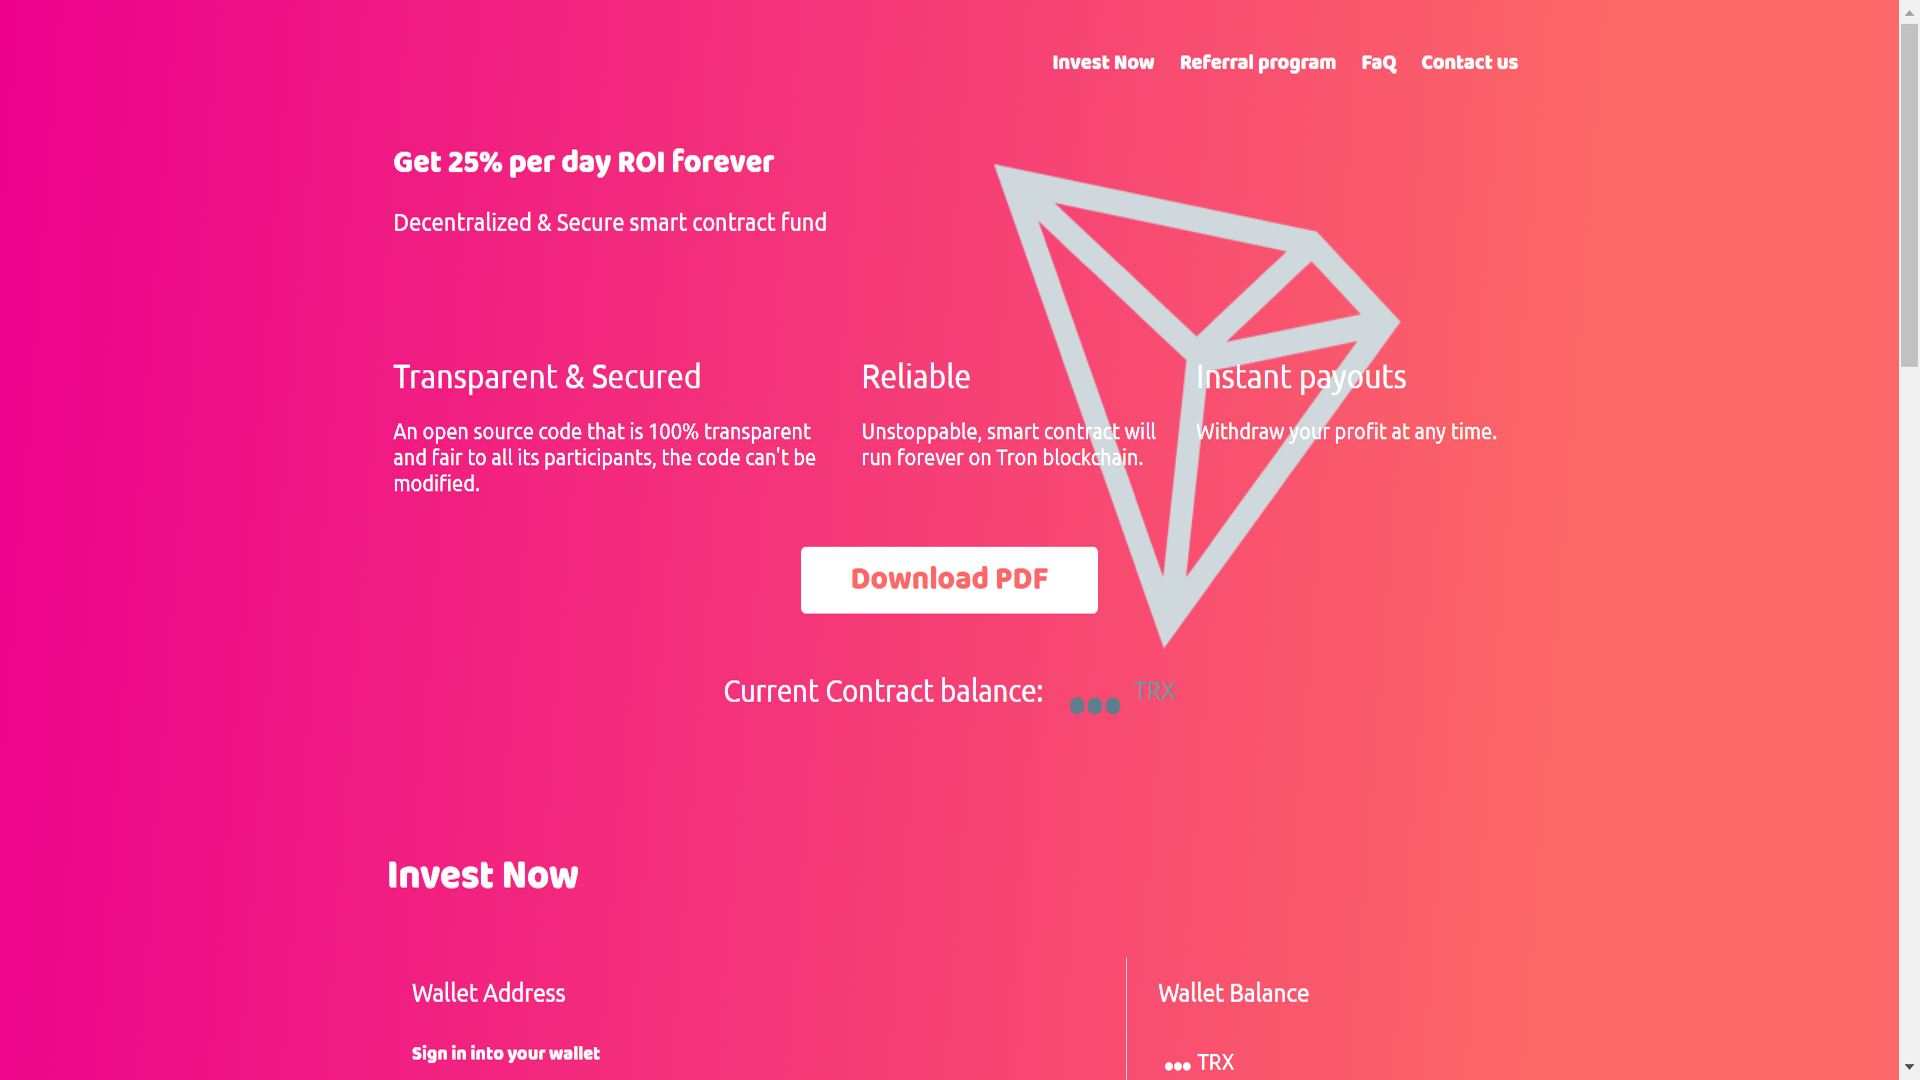 Invest Now Referral program FaQ Contact us
Get 25% per day ROI forever
Decentralized & Secure smart contract fund
Transparent & Secured
An open source code that is 100% transparent
and fair to all its participants, the code can't be
modified.
Reliable
Unstoppable, smart contract will
run forever on Tron blockchain.
Instant payouts
Withdraw your profit at any time.
Download PDF
Current Contract balance: TRX
Invest Now
Wallet Address
Sign in into your wallet
Wallet Balance
TRX